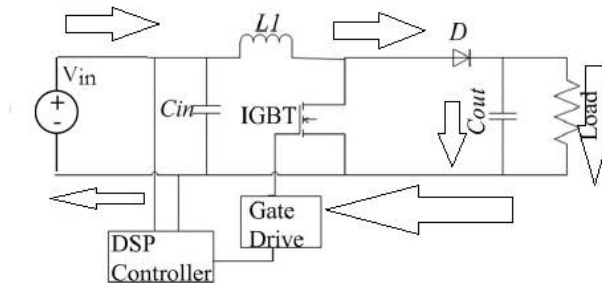 L1
D
Vin
+
-
Cin
IGBT
Cout
Load
Gate
Drive
DSP
Controller